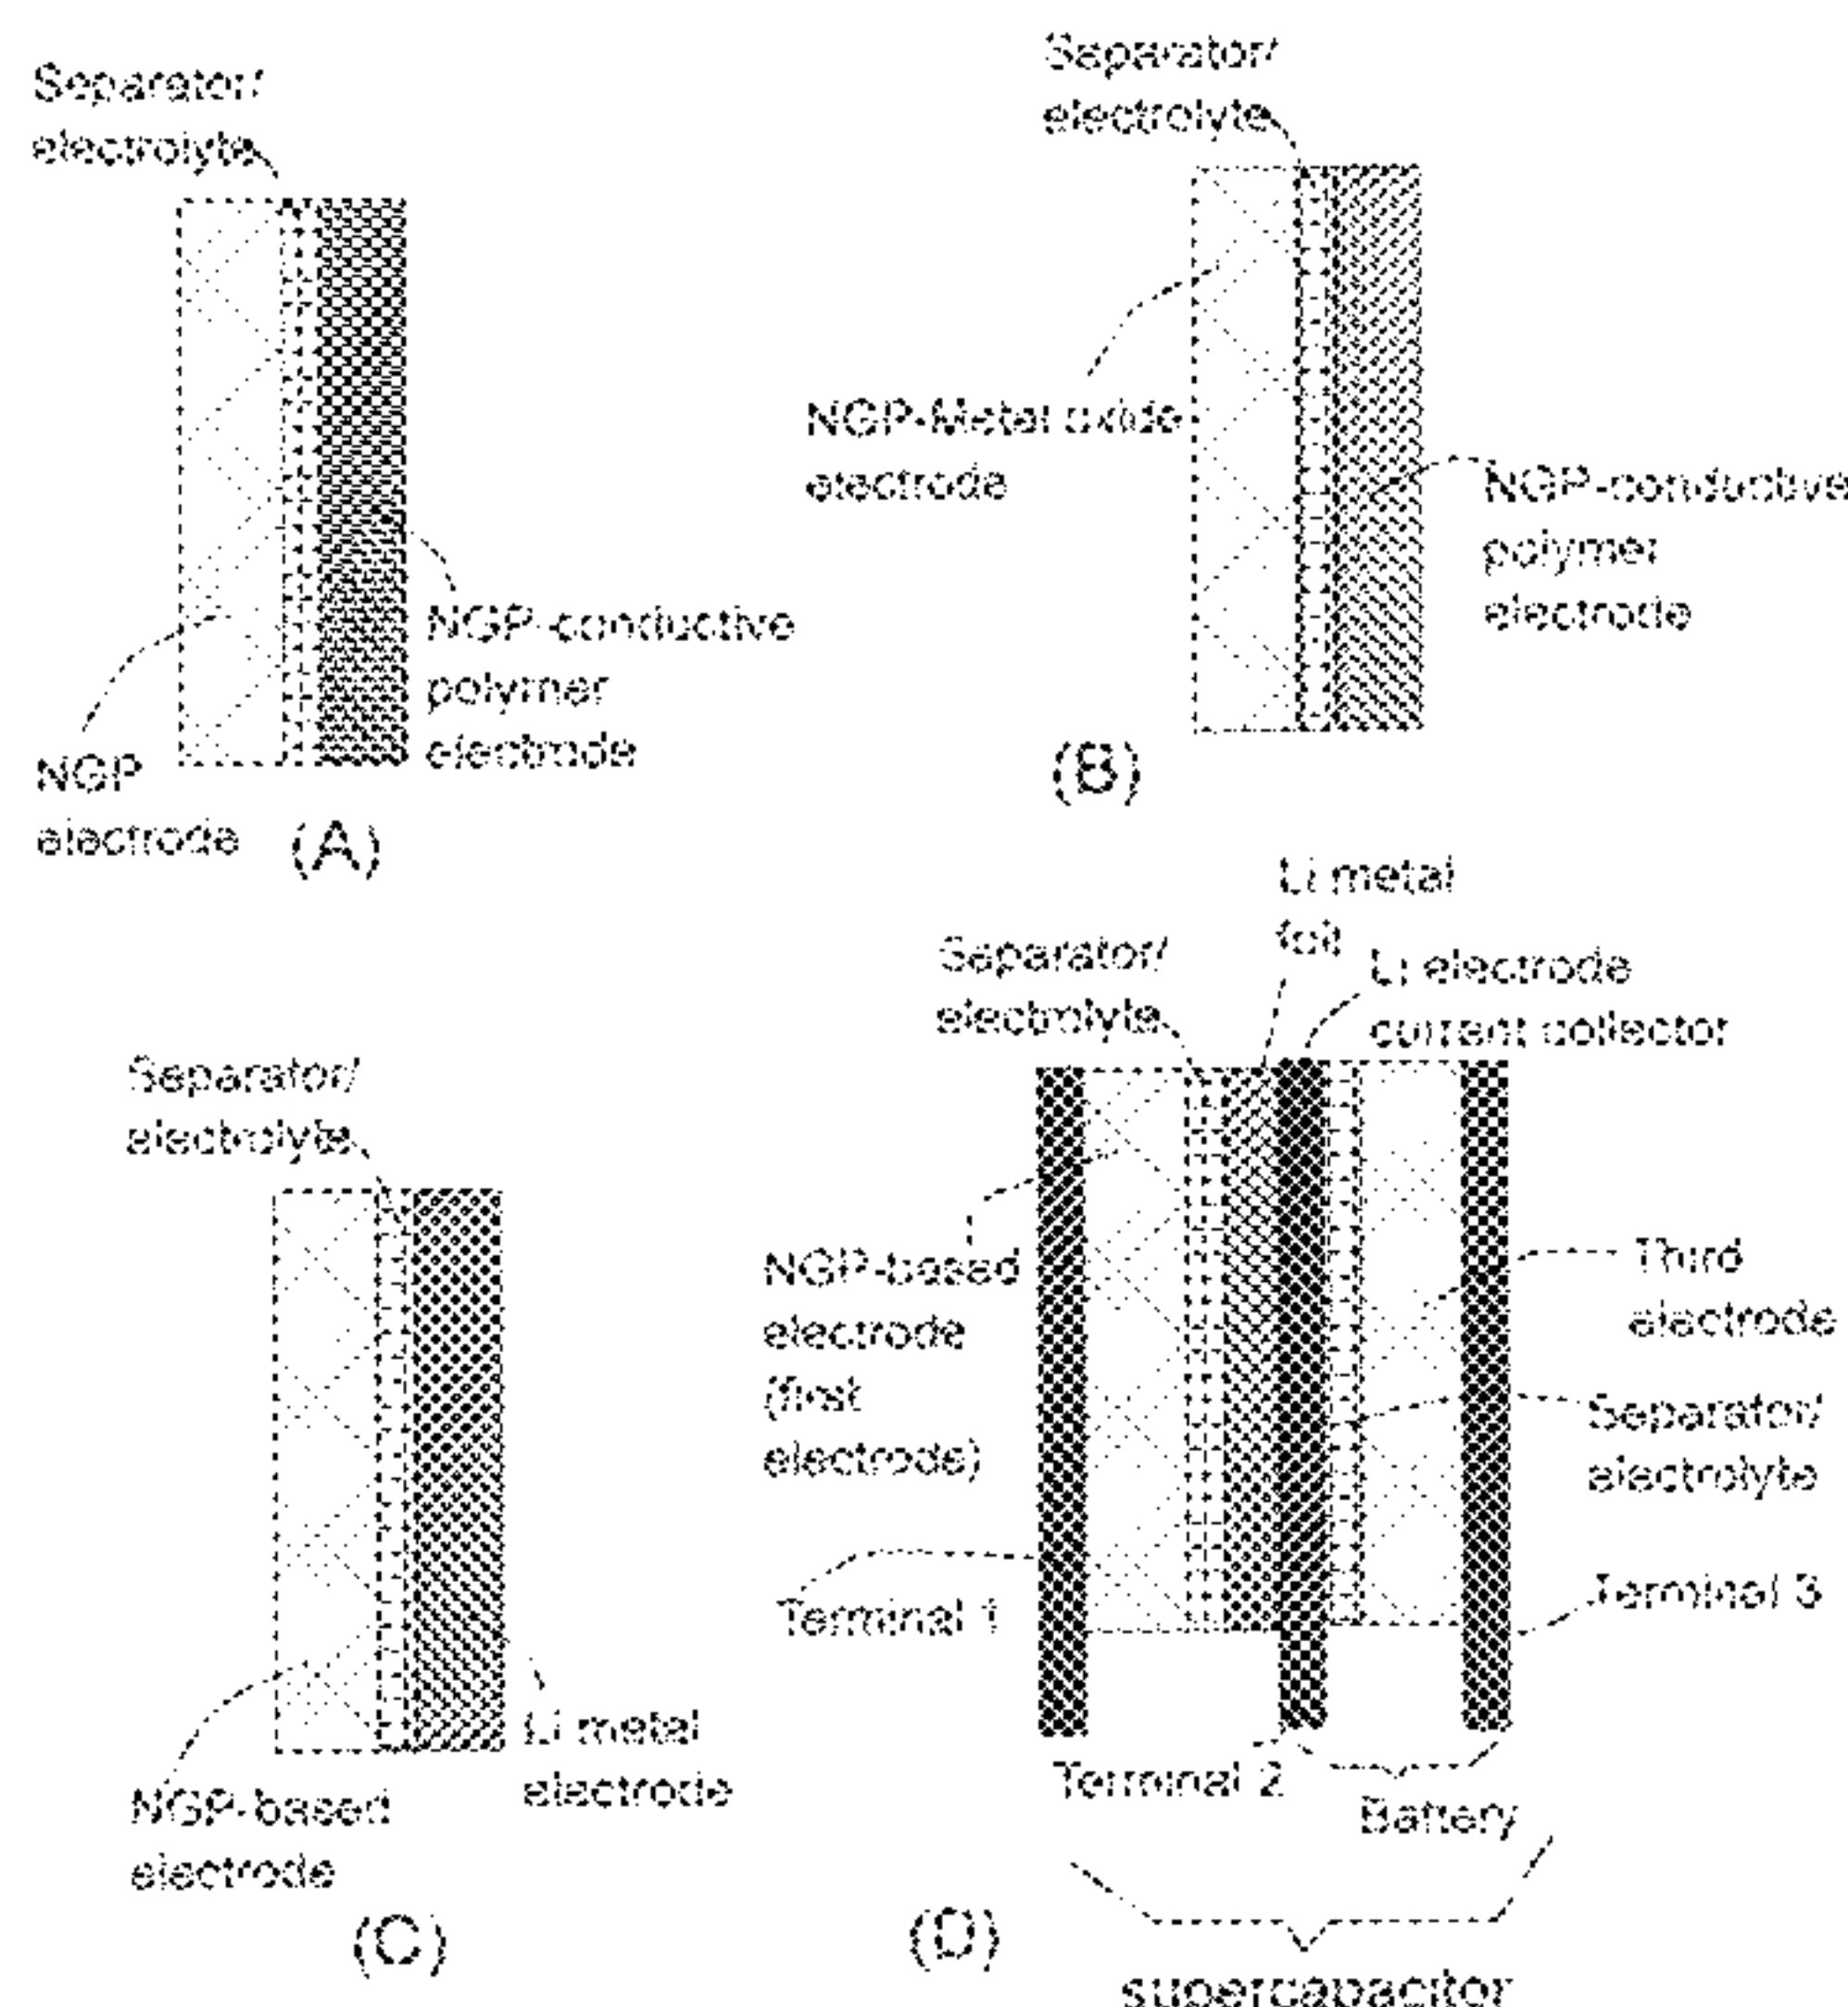 Separator/
electrolyte
NGP
electrode
NGP-conductive
polymer
electrode
(A)
Separator/
electrolyte
NGP-Metal oxide
electrode
NGP-conductive
polymer
electrode
(B)
Separator/
electrolyte
NGP-based
electrode
Li metal
electrode
(C)
Li metal
foil
Separator/
electrolyte
Li electrode
current collector
NGP-based
electrode
(first
electrode)
Third
electrode
Separator/
electrolyte
Terminal 1
Terminal 3
Terminal 2
Battery
(D)
supercapacitor